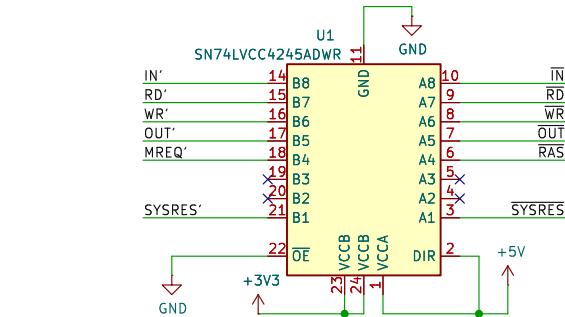 U1
SN74LVCC4245ADWR
GND
11
GND
IN' 14 B8 A8 10 IN
RD' 15 B7 A7 9 RD
WR' 16 B6 A6 8 WR
OUT' 17 B5 A5 7 OUT
MREQ' 18 B4 A4 6 RAS
19 B3 A3 5
20 B2 A2 4
SYSRES' 21 B1 A1 3 SYSRES
22 OE VCCB VCCB VCCA DIR 2
+5V
+3V3 23 24 1
GND